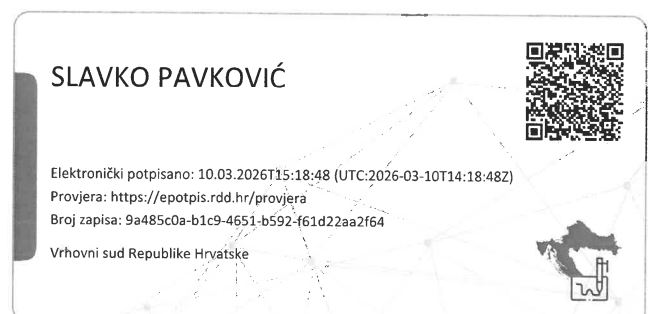 SLAVKO PAVKOVIĆ
Elektronički potpisano: 10.03.2026T15:18:48 (UTC:2026-03-10T14:18:48Z)
Provjera: https://epotpis.rdd.hr/provjera
Broj zapisa: 9a485c0a-b1c9-4651-b592-f61d22aa2f64
Vrhovni sud Republike Hrvatske